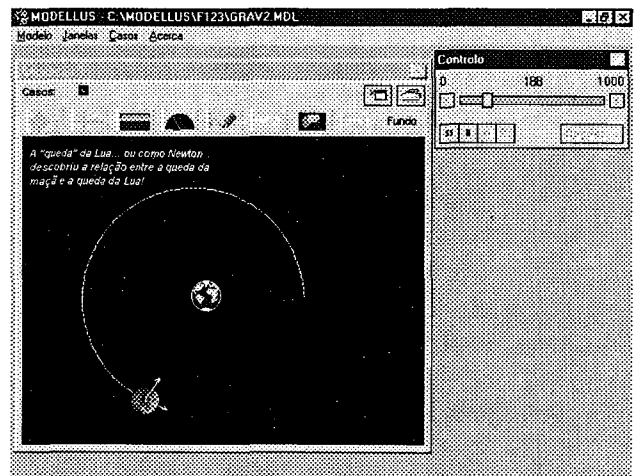 MODELLUS - C:\MODELLUS\F123\GRAV2.MDL
Modelo Janelas Casos Acerca
Controlo
0 188 1000
Casos:
Fundo
A "queda" da Lua... ou como Newton
descobriu a relação entre a queda da
maçã e a queda da Lua!